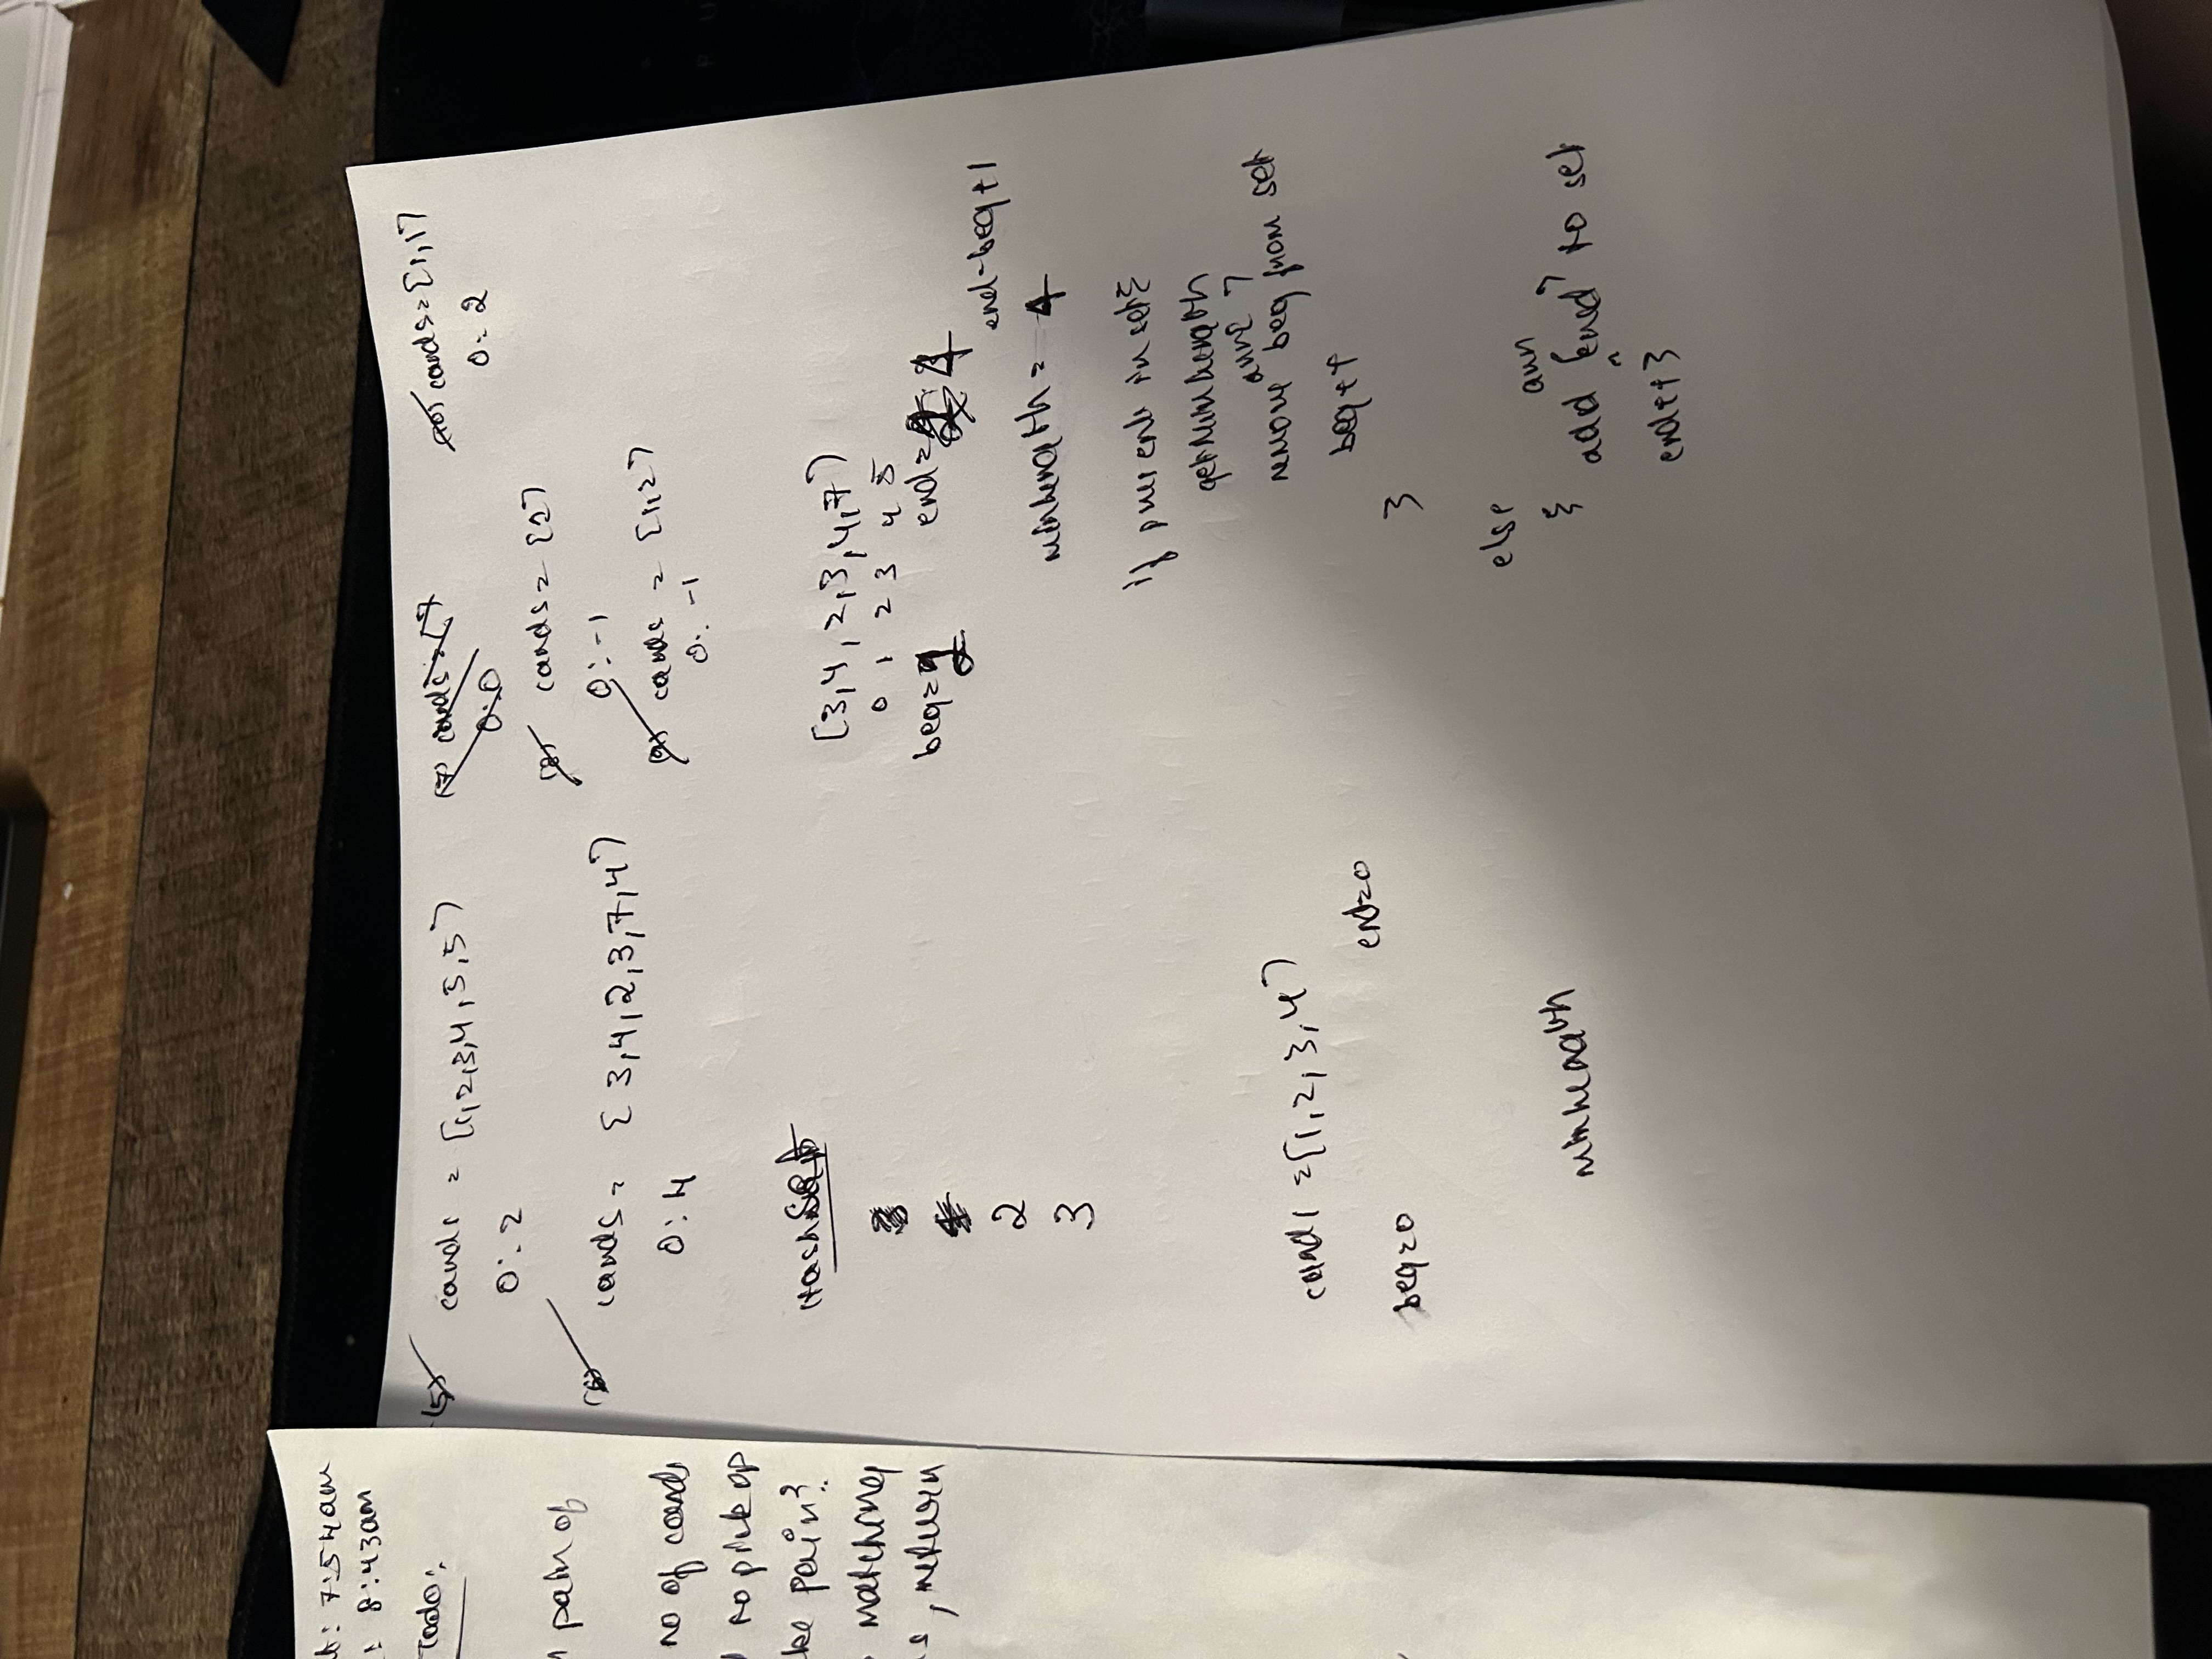 t: 7:54am
: 8:43am
Todo:
pair of
no of cards
to pick up
ke pair?
matching
s, return
(5) cards = [1,2,3,4,5,5]
O: 2
(6) cards = {3,4,2,3,7,4}
O: 4
(7) cards = {}
O: 0
(8) cards = {2}
O: -1
(9) cards = {1,2}
O: -1
(10) cards = {1,1}
O: 2
HashSet
3
4
2
3
cards = {1,2,3,4}
end=0
beg=0
minLength
[3,4,2,3,4,7]
0 1 2 3 4 5
beg= end= 4
end-beg+1
minLength = 4
if present in set{
getMinLength
arr[ ]
remove beg from set
beg++
}
else
{
arr
add [end] to set
end++}